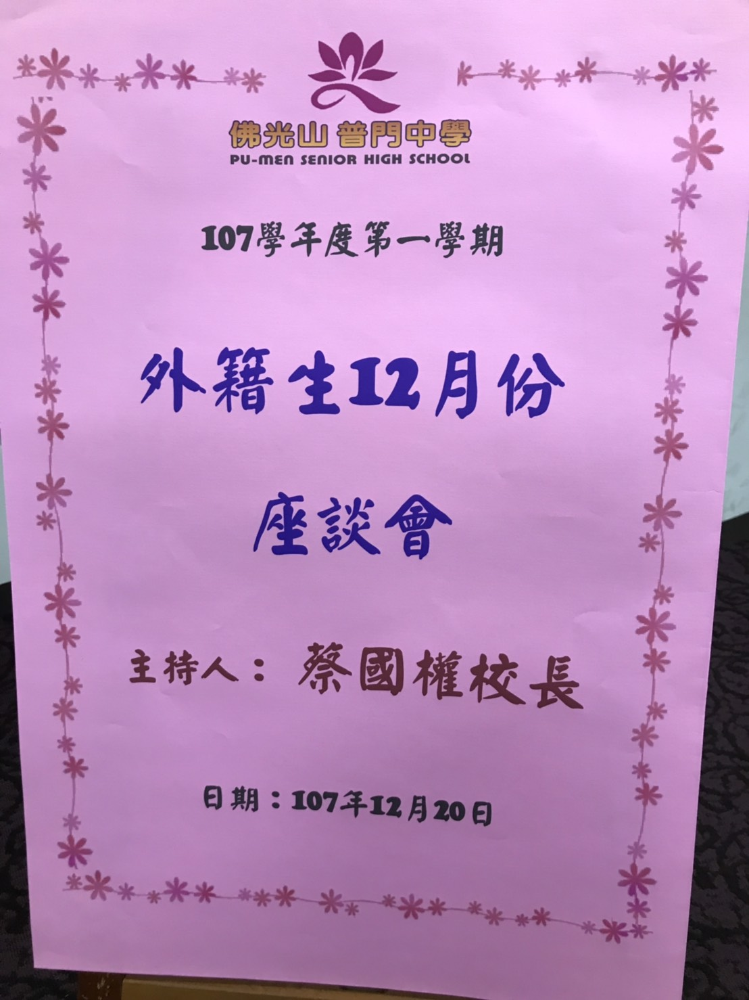 佛光山 普門中學
PU-MEN SENIOR HIGH SCHOOL
107學年度第一學期
外籍生12月份
座談會
主持人：蔡國權校長
日期：107年12月20日